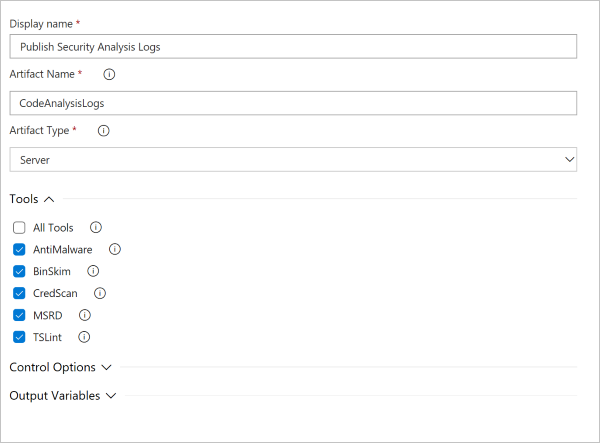 Display name *
Publish Security Analysis Logs
Artifact Name *
CodeAnalysisLogs
Artifact Type *
Server
Tools
All Tools
AntiMalware
BinSkim
CredScan
MSRD
TSLint
Control Options
Output Variables